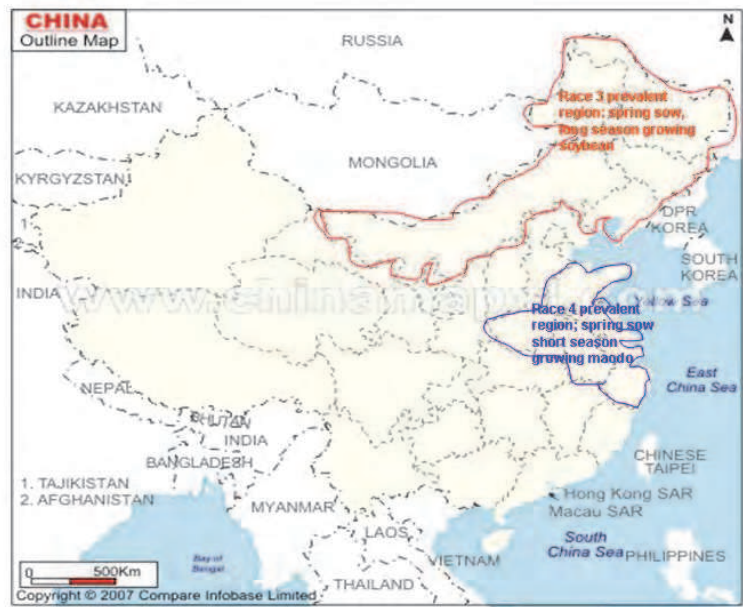 CHINA
Outline Map
N
RUSSIA
KAZAKHSTAN
Race 3 prevalent
region; spring sow,
long season growing
soybean
MONGOLIA
KYRGYZSTAN
DPR
KOREA
1
2
SOUTH
KOREA
INDIA
Yellow Sea
Race 4 prevalent
region; spring sow
short season
growing maodo
East
China Sea
NEPAL
BHUTAN
INDIA
BANGLADESH
CHINESE
TAIPEI
1. TAJIKISTAN
2. AFGHANISTAN
MYANMAR
Hong Kong SAR
Macau SAR
LAOS
South
China Sea
Bay of
Bengal
VIETNAM
PHILIPPINES
0 500Km
THAILAND
Copyright © 2007 Compare Infobase Limited